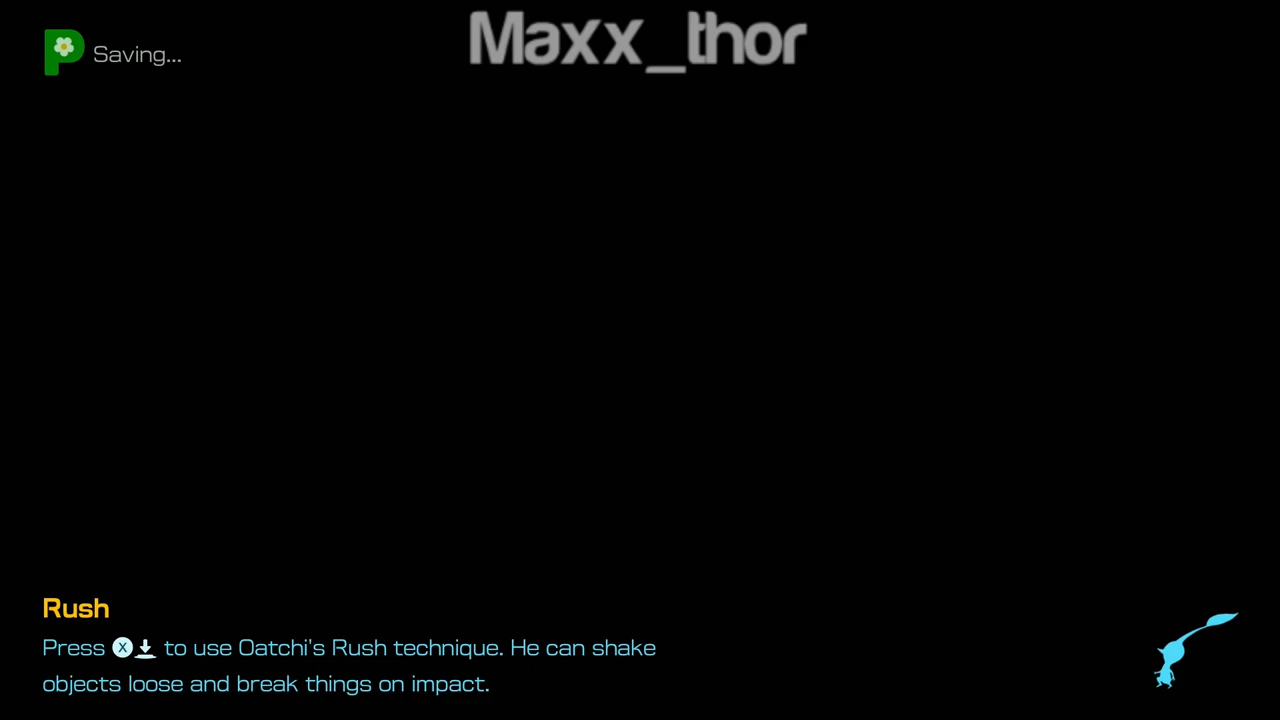 Maxx_thor
Saving...
Rush
Press X to use Oatchi's Rush technique. He can shake
objects loose and break things on impact.